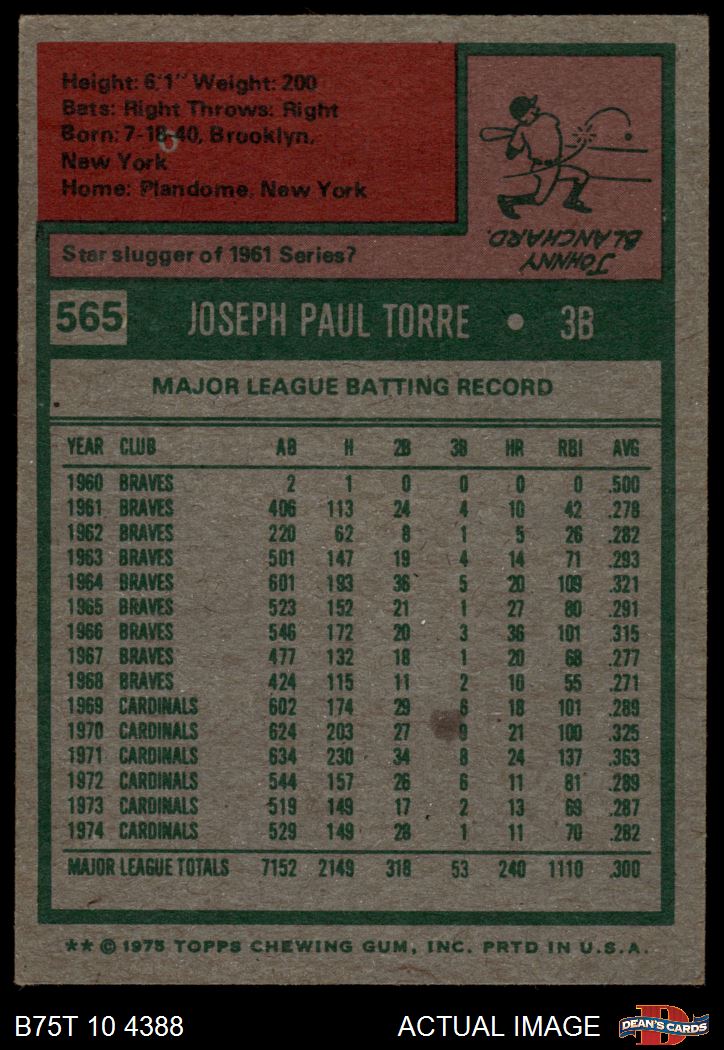 Height: 6'1" Weight: 200
Bats: Right Throws: Right
Born: 7-18-40, Brooklyn,
New York
Home: Plandome, New York
JOHNNY
BLANCHARD.
Star slugger of 1961 Series?
565 JOSEPH PAUL TORRE • 3B
MAJOR LEAGUE BATTING RECORD
YEAR CLUB AB H 2B 3B HR RBI AVG
1960 BRAVES 2 1 0 0 0 0 .500
1961 BRAVES 406 113 24 4 10 42 .278
1962 BRAVES 220 62 8 1 5 26 .282
1963 BRAVES 501 147 19 4 14 71 .293
1964 BRAVES 601 193 36 5 20 109 .321
1965 BRAVES 523 152 21 1 27 80 .291
1966 BRAVES 546 172 20 3 36 101 .315
1967 BRAVES 477 132 18 1 20 68 .277
1968 BRAVES 424 115 11 2 10 55 .271
1969 CARDINALS 602 174 29 6 18 101 .289
1970 CARDINALS 624 203 27 9 21 100 .325
1971 CARDINALS 634 230 34 8 24 137 .363
1972 CARDINALS 544 157 26 6 11 81 .289
1973 CARDINALS 519 149 17 2 13 69 .287
1974 CARDINALS 529 149 28 1 11 70 .282
MAJOR LEAGUE TOTALS 7152 2149 318 53 240 1110 .300
** © 1975 TOPPS CHEWING GUM, INC. PRTD IN U.S.A.
B75T 10 4388 ACTUAL IMAGE
D
DEAN'S CARDS